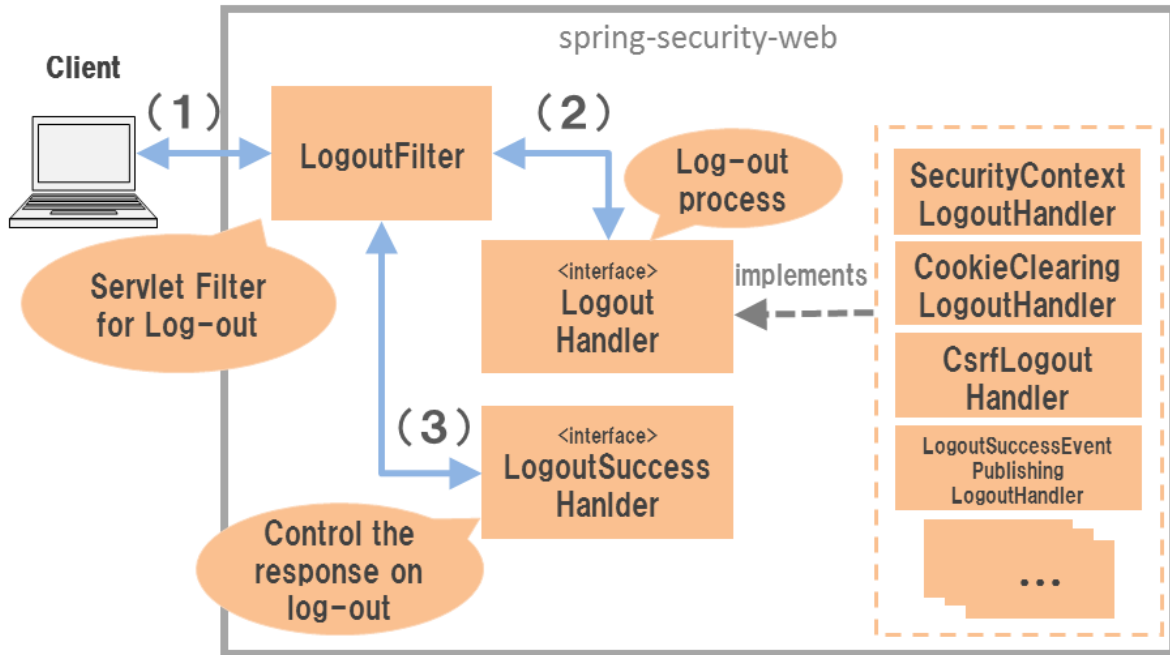 spring-security-web
Client
(1)
LogoutFilter
(2)
Log-out
process
Servlet Filter
for Log-out
<interface>
Logout
Handler
implements
SecurityContext
LogoutHandler
CookieClearing
LogoutHandler
CsrfLogout
Handler
LogoutSuccessEvent
Publishing
LogoutHandler
...
(3)
<interface>
LogoutSuccess
Hanlder
Control the
response on
log-out